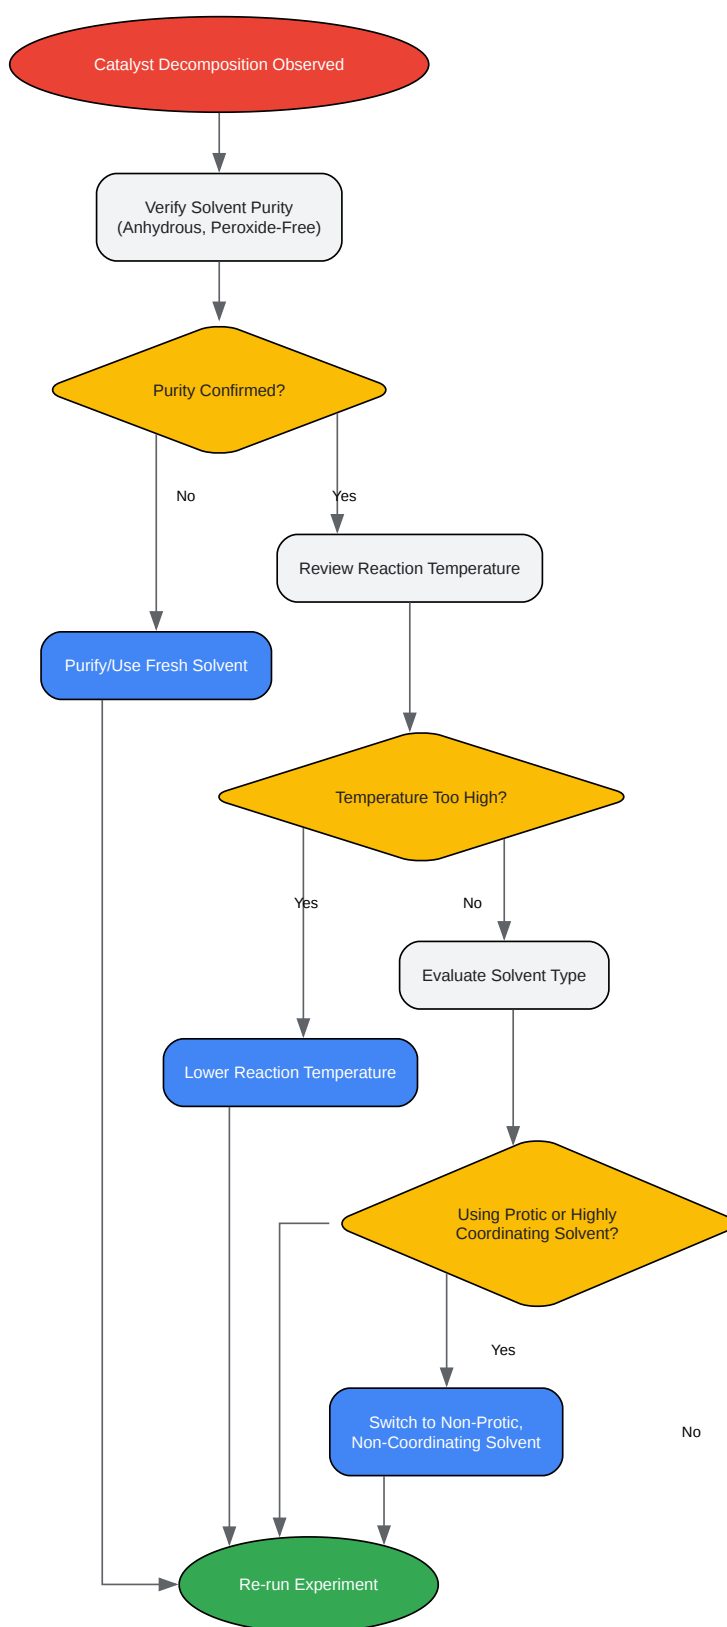 Catalyst Decomposition Observed
Verify Solvent Purity
(Anhydrous, Peroxide-Free)
Purity Confirmed?
No
Yes
Review Reaction Temperature
Purify/Use Fresh Solvent
Temperature Too High?
Yes
No
Evaluate Solvent Type
Lower Reaction Temperature
Using Protic or Highly
Coordinating Solvent?
Yes
Switch to Non-Protic,
Non-Coordinating Solvent
No
Re-run Experiment